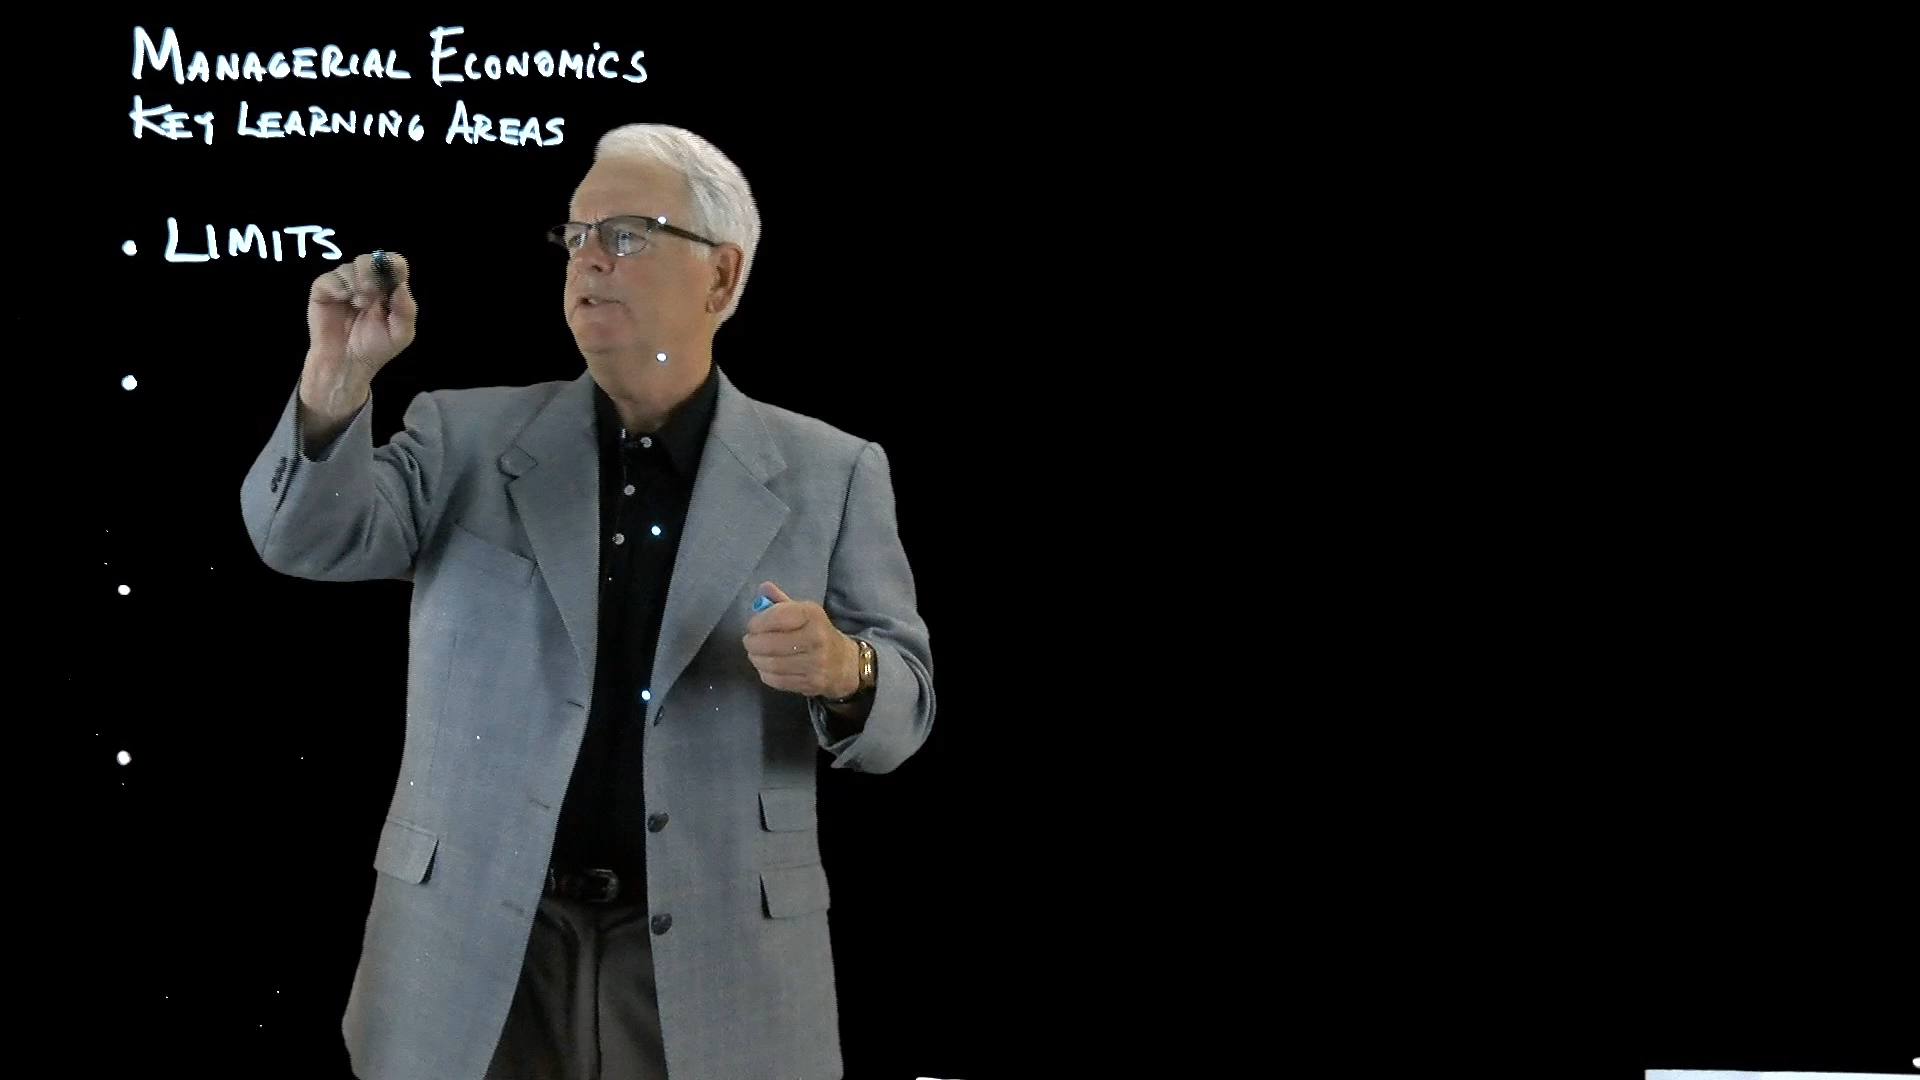 MANAGERIAL ECONOMICS
KEY LEARNING AREAS
• LIMITS
•
•
•